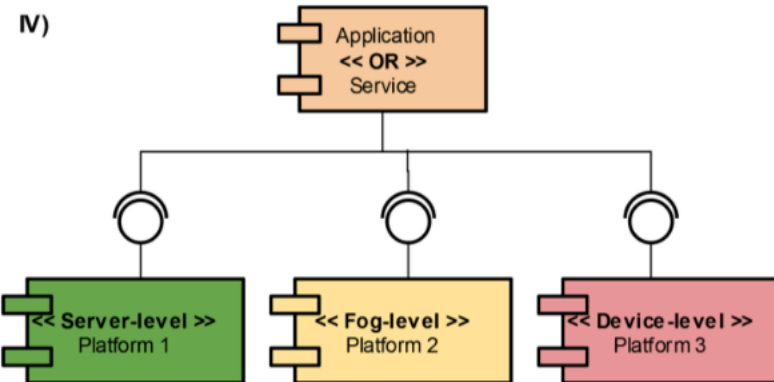 IV)
Application
<< OR >>
Service
<< Server-level >>
Platform 1
<< Fog-level >>
Platform 2
<< Device-level >>
Platform 3